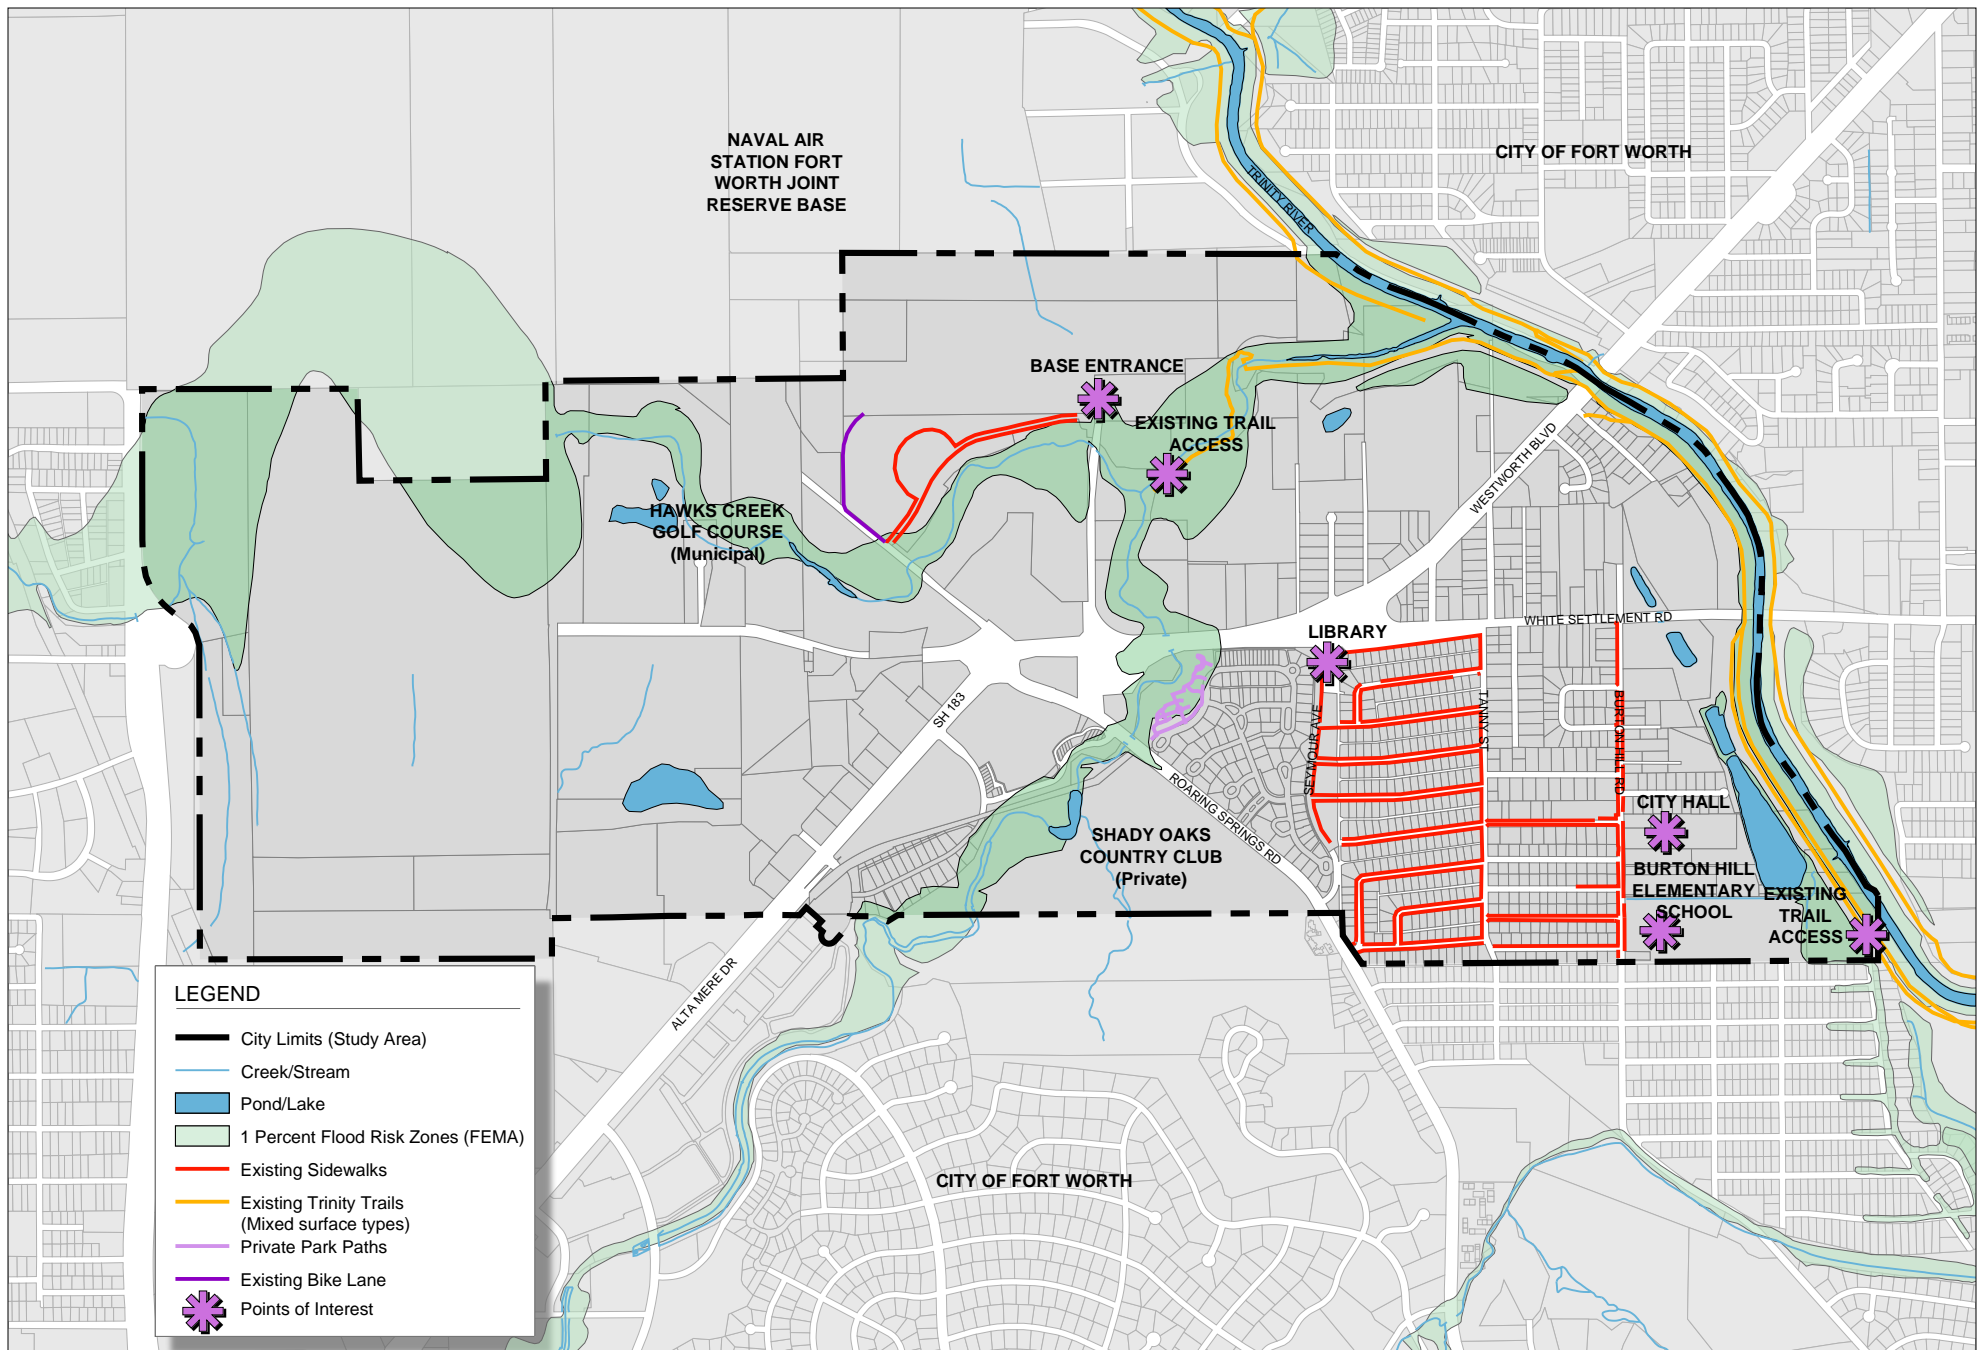 NAVAL AIR
STATION FORT
WORTH JOINT
RESERVE BASE
CITY OF FORT WORTH
TRINITY RIVER
BASE ENTRANCE
EXISTING TRAIL
ACCESS
WESTWORTH BLVD
HAWKS CREEK
GOLF COURSE
(Municipal)
WHITE SETTLEMENT RD
LIBRARY
SH 183
SEYMOUR AVE
TANNY ST
BURTON HILL RD
ROARING SPRINGS RD
CITY HALL
SHADY OAKS
COUNTRY CLUB
(Private)
BURTON HILL
ELEMENTARY
SCHOOL
EXISTING
TRAIL
ACCESS
ALTA MERE DR
CITY OF FORT WORTH
LEGEND
City Limits (Study Area)
Creek/Stream
Pond/Lake
1 Percent Flood Risk Zones (FEMA)
Existing Sidewalks
Existing Trinity Trails
(Mixed surface types)
Private Park Paths
Existing Bike Lane
Points of Interest